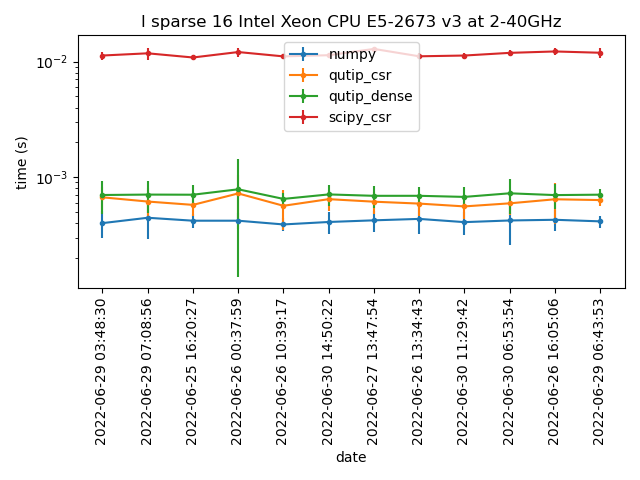 I sparse 16 Intel Xeon CPU E5-2673 v3 at 2-40GHz
time (s)
10⁻²
10⁻³
numpy
qutip_csr
qutip_dense
scipy_csr
2022-06-29 03:48:30
2022-06-29 07:08:56
2022-06-25 16:20:27
2022-06-26 00:37:59
2022-06-26 10:39:17
2022-06-30 14:50:22
2022-06-27 13:47:54
2022-06-26 13:34:43
2022-06-30 11:29:42
2022-06-30 06:53:54
2022-06-26 16:05:06
2022-06-29 06:43:53
date